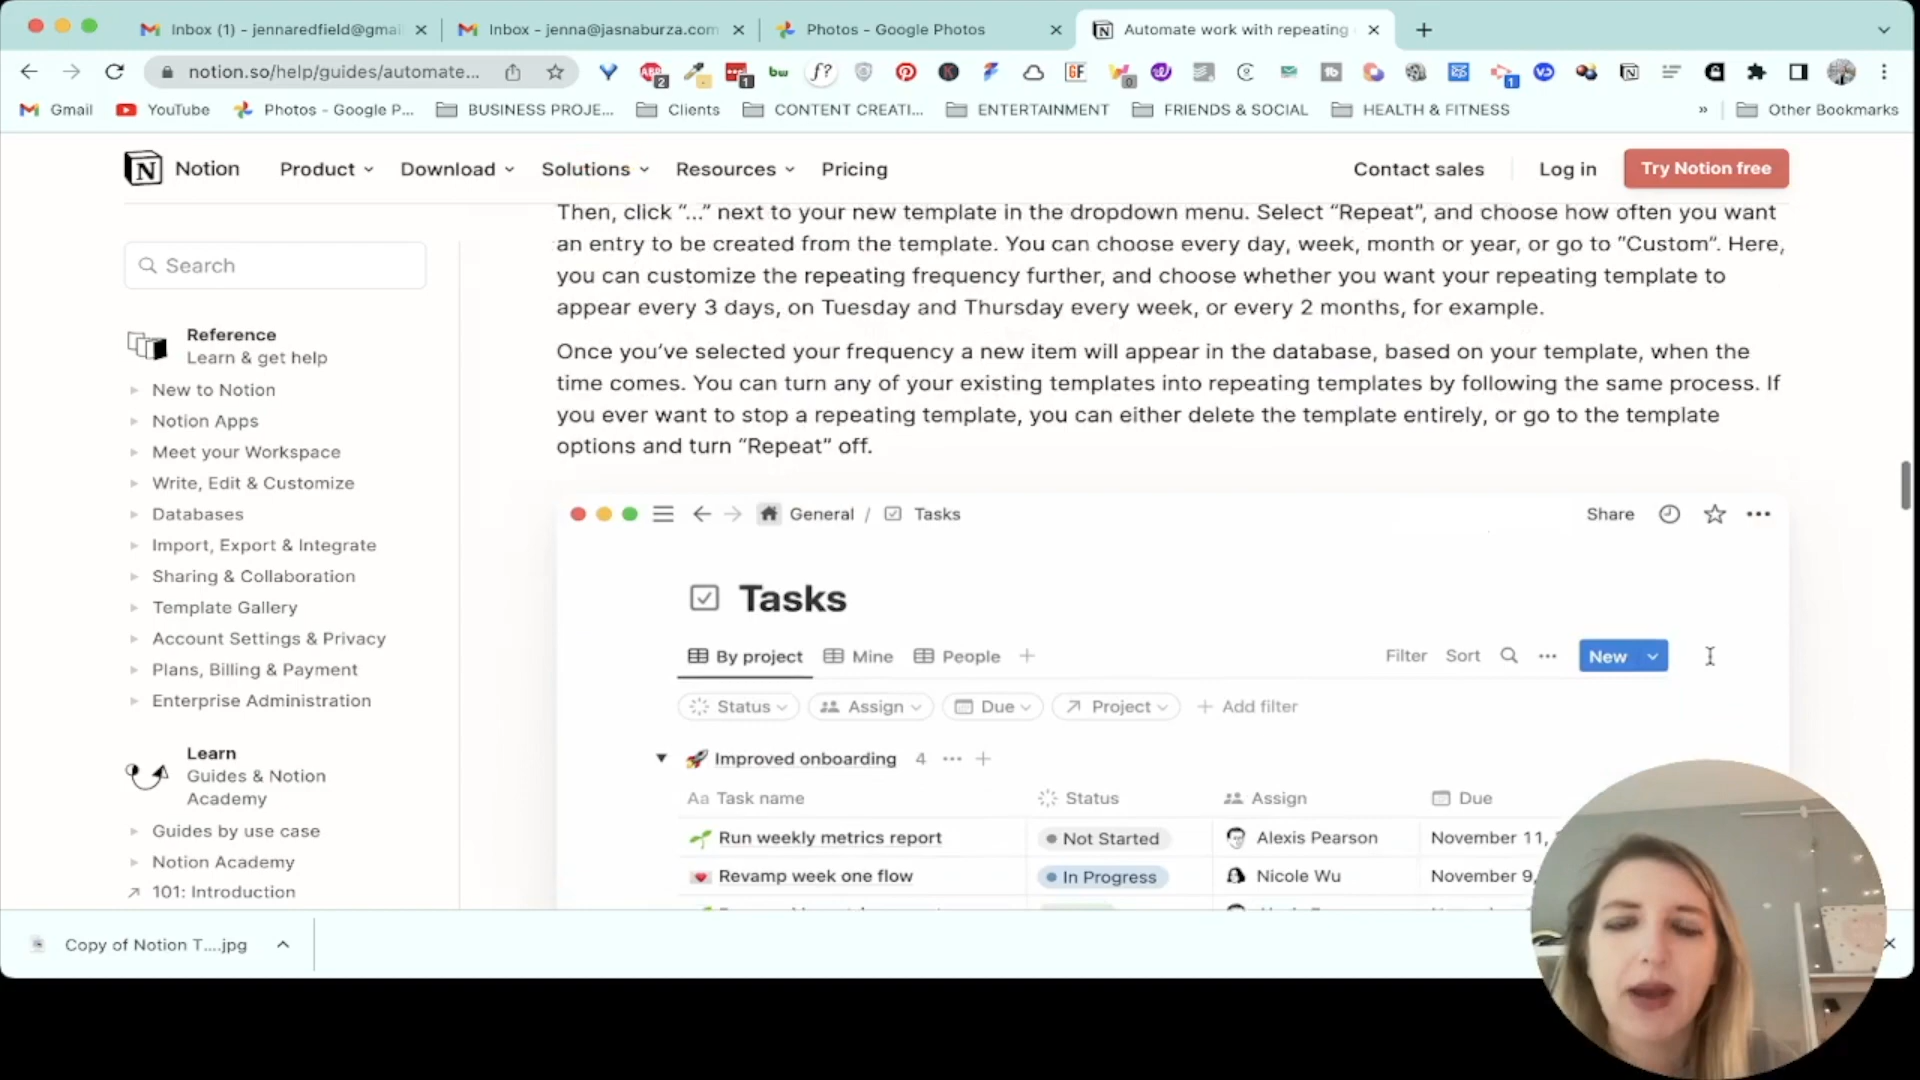 Inbox (1) - jennaredfield@gmai
Inbox - jenna@jasnaburza.com
Photos - Google Photos
Automate work with repeating
notion.so/help/guides/automate...
Gmail
YouTube
Photos - Google P...
BUSINESS PROJE...
Clients
CONTENT CREATI...
ENTERTAINMENT
FRIENDS & SOCIAL
HEALTH & FITNESS
»
Other Bookmarks
Notion
Product
Download
Solutions
Resources
Pricing
Contact sales
Log in
Try Notion free
Search
Reference
Learn & get help
New to Notion
Notion Apps
Meet your Workspace
Write, Edit & Customize
Databases
Import, Export & Integrate
Sharing & Collaboration
Template Gallery
Account Settings & Privacy
Plans, Billing & Payment
Enterprise Administration
Learn
Guides & Notion
Academy
Guides by use case
Notion Academy
101: Introduction
Then, click “...” next to your new template in the dropdown menu. Select “Repeat”, and choose how often you want
an entry to be created from the template. You can choose every day, week, month or year, or go to “Custom”. Here,
you can customize the repeating frequency further, and choose whether you want your repeating template to
appear every 3 days, on Tuesday and Thursday every week, or every 2 months, for example.
Once you’ve selected your frequency a new item will appear in the database, based on your template, when the
time comes. You can turn any of your existing templates into repeating templates by following the same process. If
you ever want to stop a repeating template, you can either delete the template entirely, or go to the template
options and turn “Repeat” off.
General / Tasks
Share
Tasks
By project
Mine
People
Filter
Sort
New
Status
Assign
Due
Project
Add filter
Improved onboarding 4
Aa Task name
Status
Assign
Due
Run weekly metrics report
Not Started
Alexis Pearson
November 11,
Revamp week one flow
In Progress
Nicole Wu
November 9,
Copy of Notion T....jpg